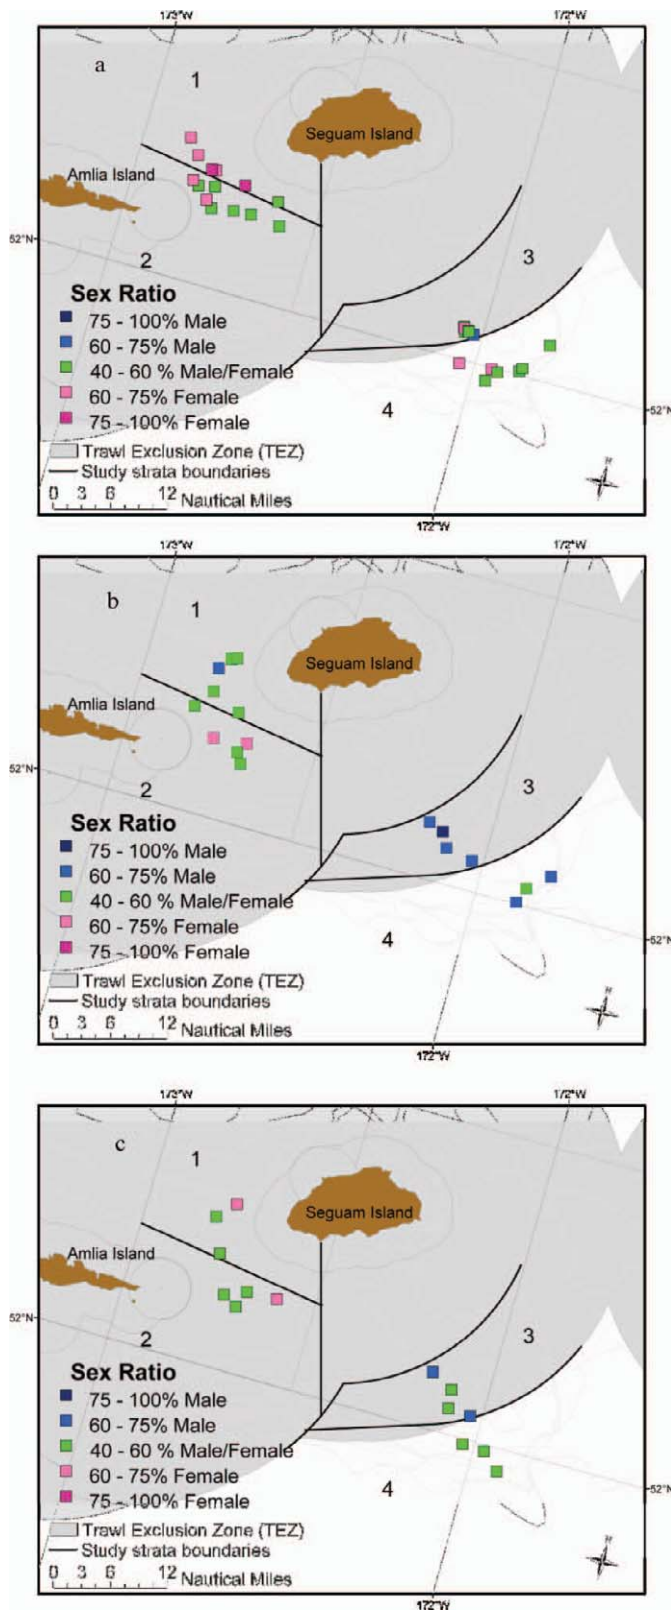 173°W
172°W
a
1
Seguam Island
Amlia Island
52°N
2
3
Sex Ratio
75 - 100% Male
60 - 75% Male
40 - 60 % Male/Female
60 - 75% Female
75 - 100% Female
4
52°N
Trawl Exclusion Zone (TEZ)
Study strata boundaries
0 3 6 12
Nautical Miles
N
172°W
173°W
172°W
b
1
Seguam Island
Amlia Island
52°N
2
3
Sex Ratio
75 - 100% Male
60 - 75% Male
40 - 60 % Male/Female
60 - 75% Female
75 - 100% Female
4
52°N
Trawl Exclusion Zone (TEZ)
Study strata boundaries
0 3 6 12
Nautical Miles
N
172°W
173°W
172°W
c
1
Seguam Island
Amlia Island
52°N
2
3
Sex Ratio
75 - 100% Male
60 - 75% Male
40 - 60 % Male/Female
60 - 75% Female
75 - 100% Female
4
52°N
Trawl Exclusion Zone (TEZ)
Study strata boundaries
0 3 6 12
Nautical Miles
N
172°W